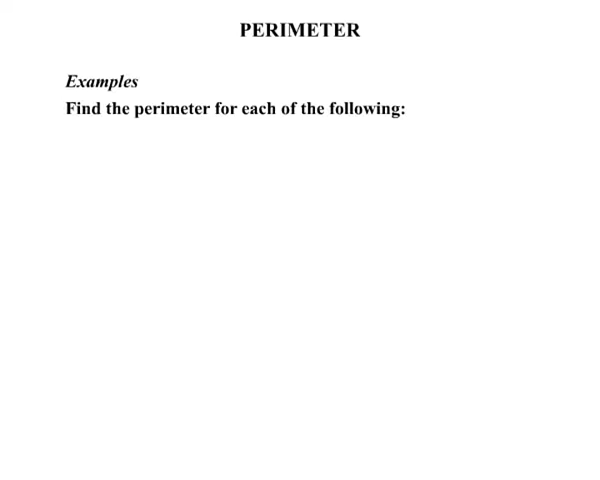 PERIMETER
Examples
Find the perimeter for each of the following: